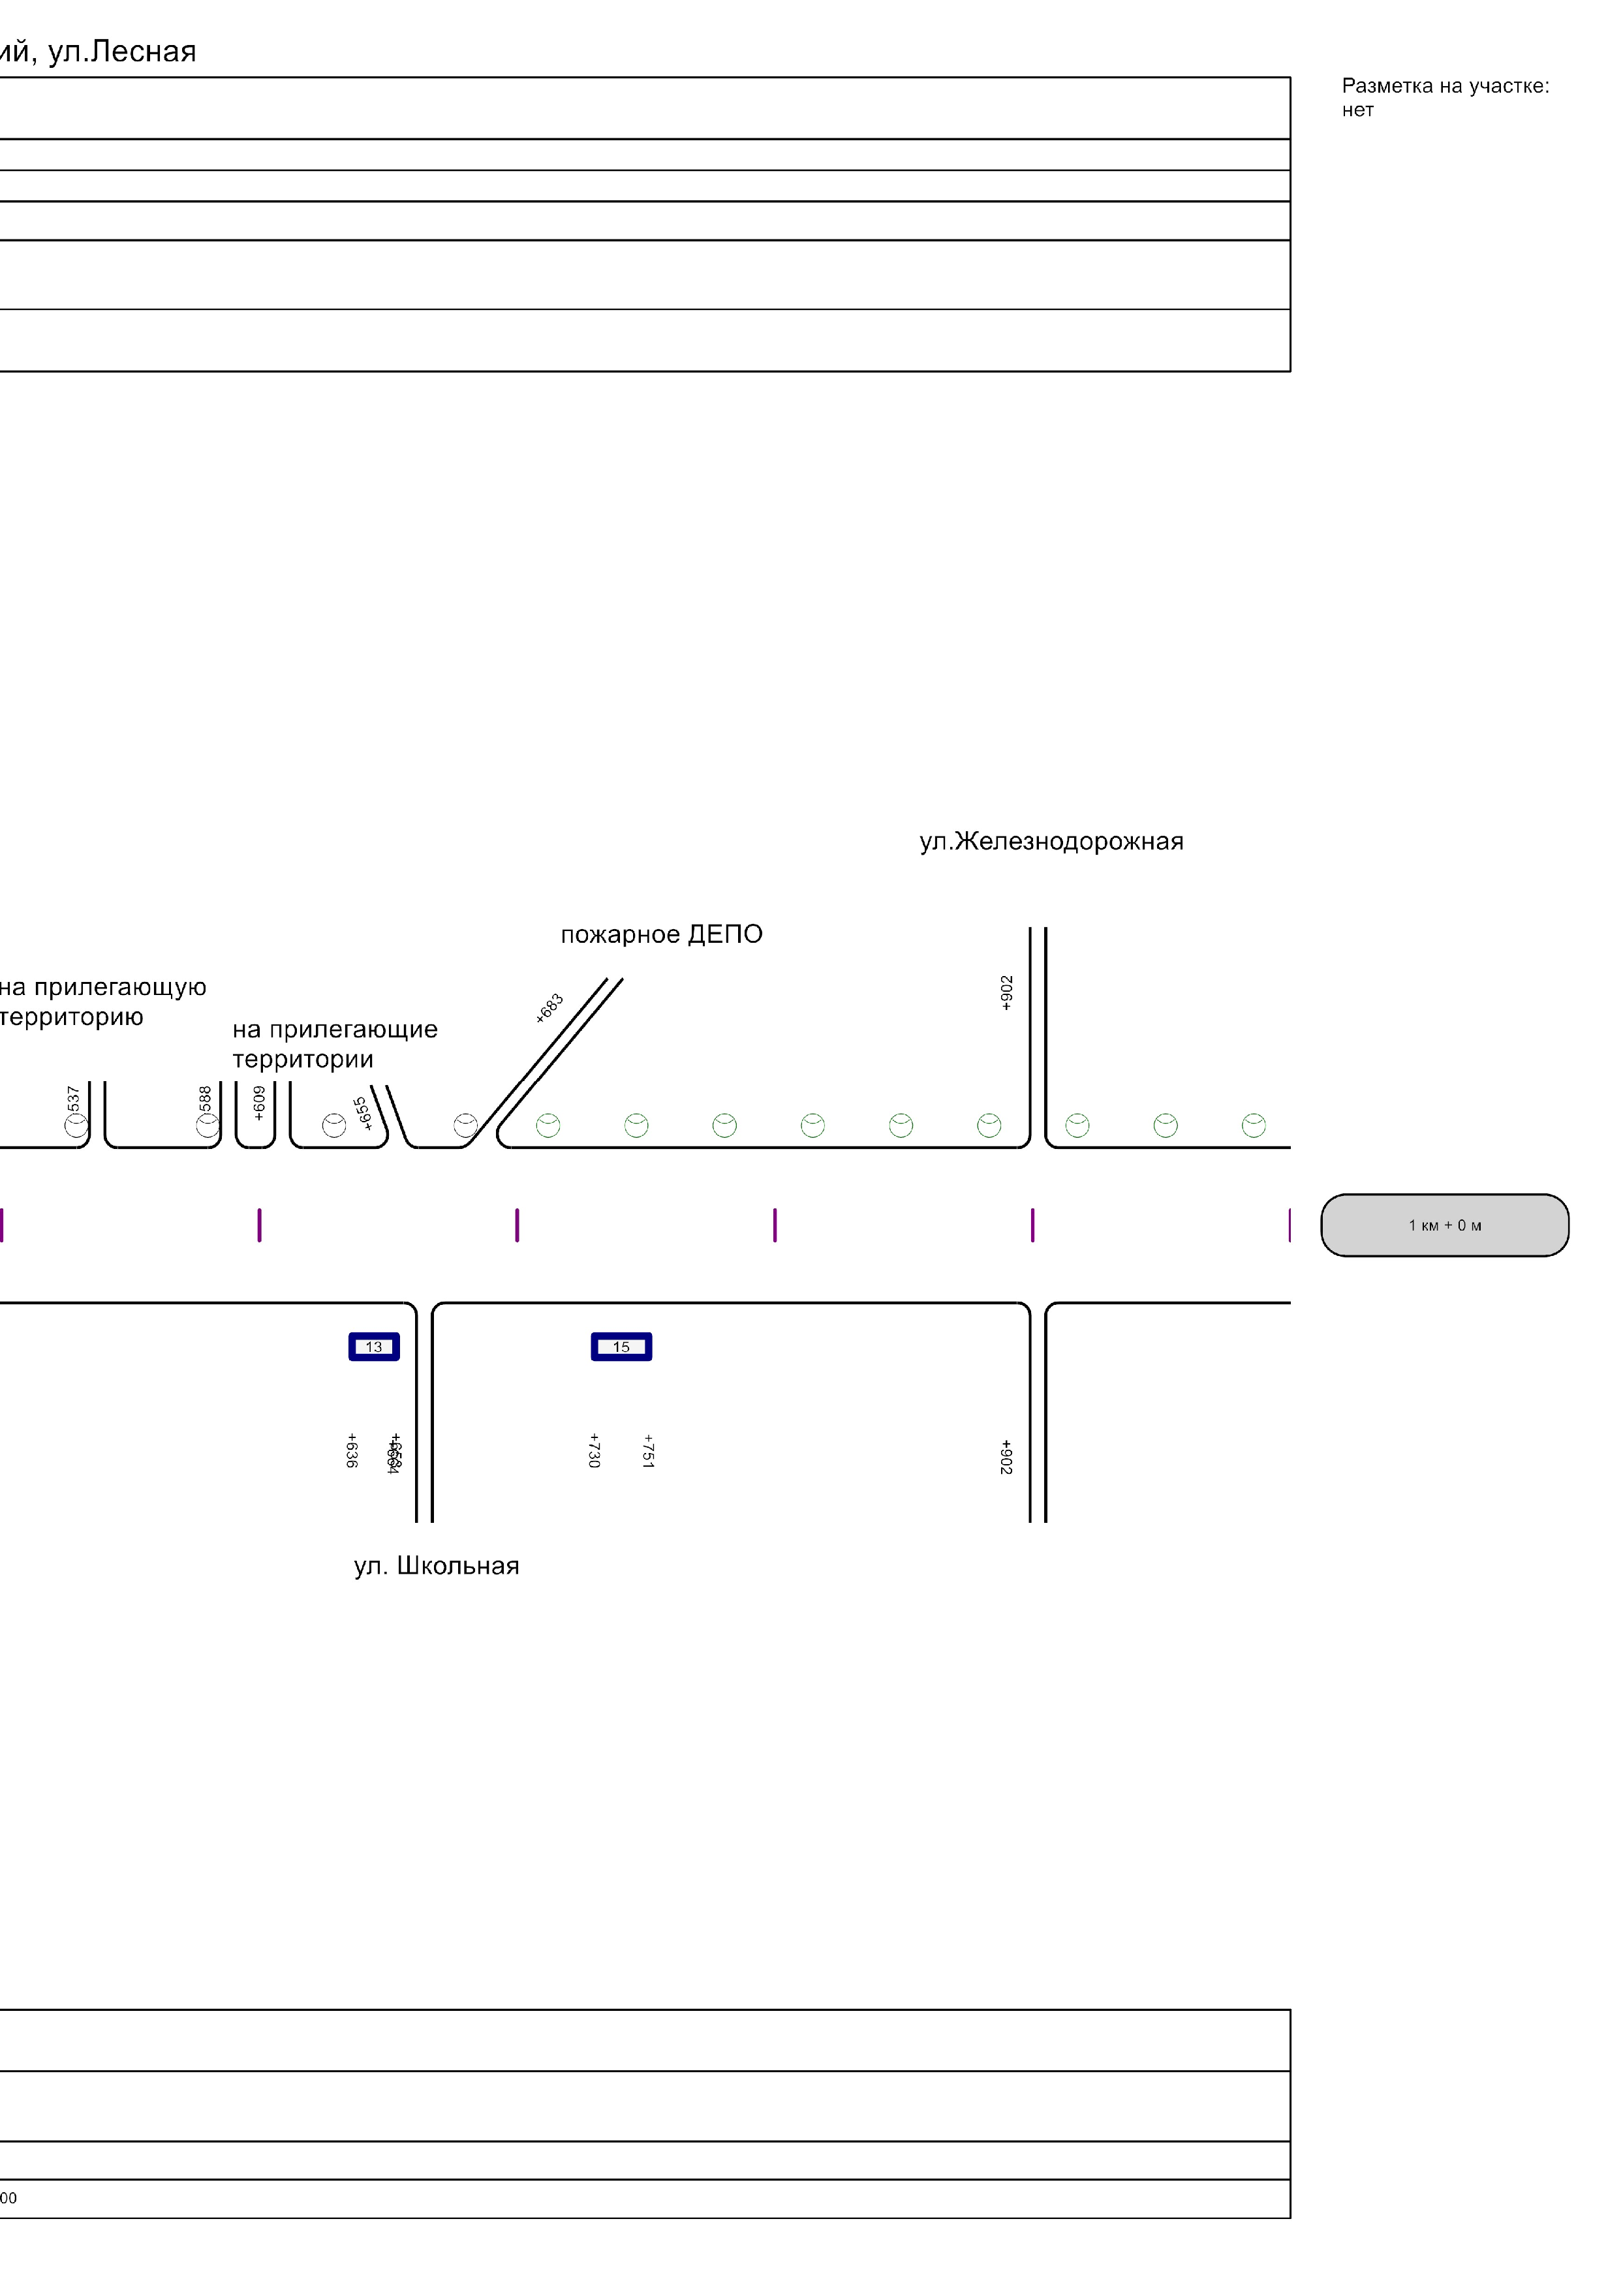 ий, ул.Лесная
Разметка на участке:
нет
ул.Железнодорожная
пожарное ДЕПО
+902
+683
на прилегающую
территорию
на прилегающие
территории
537
588
+609
+655
1 км + 0 м
13
15
+636
+730
+751
+902
ул. Школьная
00